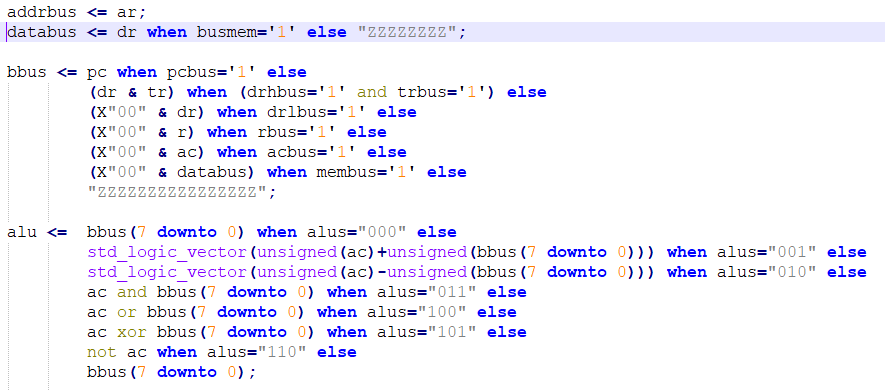 addrbus <= ar;
databus <= dr when busmem='1' else "ZZZZZZZZ";
bbus <= pc when pcbus='1' else
(dr & tr) when (drhbus='1' and trbus='1') else
(X"00" & dr) when drlbus='1' else
(X"00" & r) when rbus='1' else
(X"00" & ac) when acbus='1' else
(X"00" & databus) when membus='1' else
"ZZZZZZZZZZZZZZZZ";
alu <= bbus(7 downto 0) when alus="000" else
std_logic_vector(unsigned(ac)+unsigned(bbus(7 downto 0))) when alus="001" else
std_logic_vector(unsigned(ac)-unsigned(bbus(7 downto 0))) when alus="010" else
ac and bbus(7 downto 0) when alus="011" else
ac or bbus(7 downto 0) when alus="100" else
ac xor bbus(7 downto 0) when alus="101" else
not ac when alus="110" else
bbus(7 downto 0);